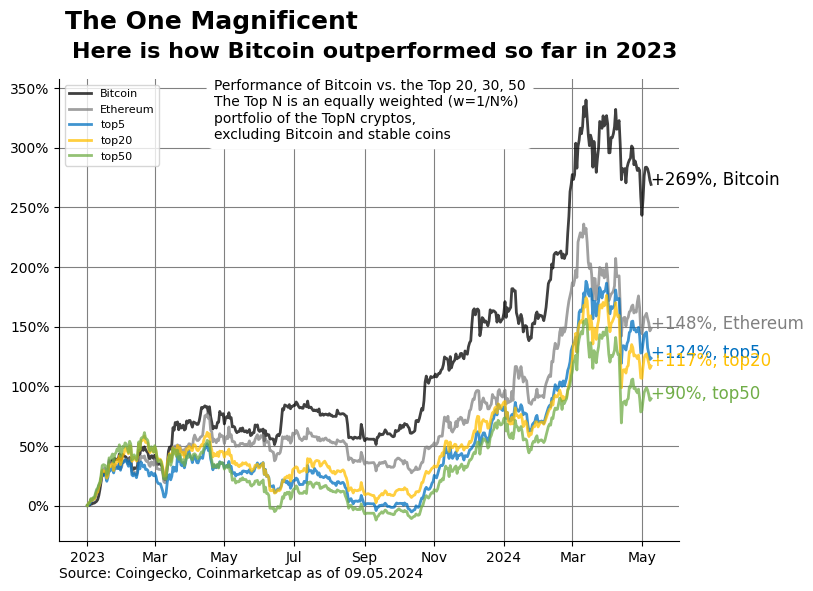 The One Magnificent
Here is how Bitcoin outperformed so far in 2023
350%
300%
250%
200%
150%
100%
50%
0%
Bitcoin
Ethereum
top5
top20
top50
Performance of Bitcoin vs. the Top 20, 30, 50
The Top N is an equally weighted (w=1/N%)
portfolio of the TopN cryptos,
excluding Bitcoin and stable coins
+269%, Bitcoin
+148%, Ethereum
+124%, top5
+117%, top20
+90%, top50
2023 Mar May Jul Sep Nov 2024 Mar May
Source: Coingecko, Coinmarketcap as of 09.05.2024